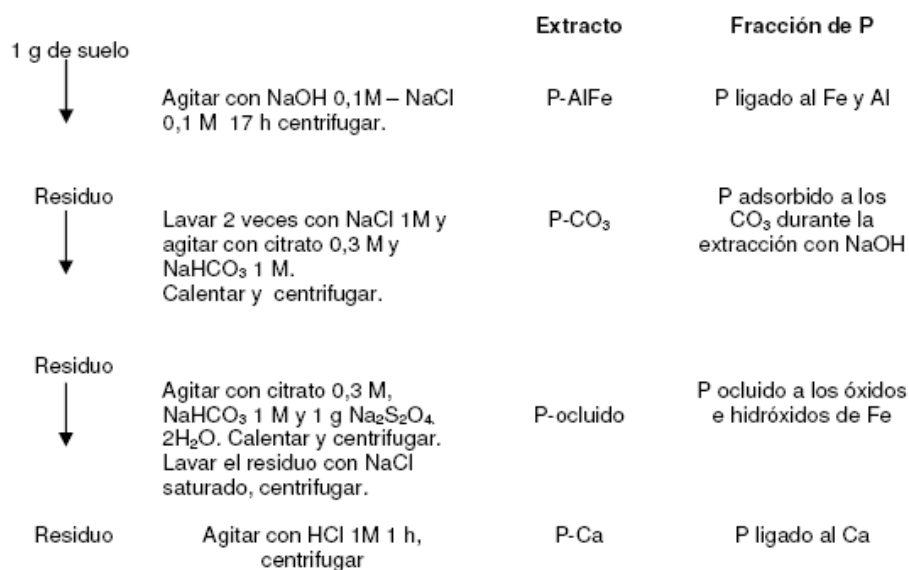 Extracto
Fracción de P
1 g de suelo
Agitar con NaOH 0,1M – NaCl
0,1 M  17 h centrifugar.
P-AlFe
P ligado al Fe y Al
Residuo
Lavar 2 veces con NaCl 1M y
agitar con citrato 0,3 M y
NaHCO₃ 1 M.
Calentar y  centrifugar.
P-CO₃
P adsorbido a los
CO₃ durante la
extracción con NaOH
Residuo
Agitar con citrato 0,3 M,
NaHCO₃ 1 M y 1 g Na₂S₂O₄.
2H₂O. Calentar y centrifugar.
Lavar el residuo con NaCl
saturado, centrifugar.
P-ocluido
P ocluido a los óxidos
e hidróxidos de Fe
Residuo
Agitar con HCl 1M 1 h,
centrifugar
P-Ca
P ligado al Ca